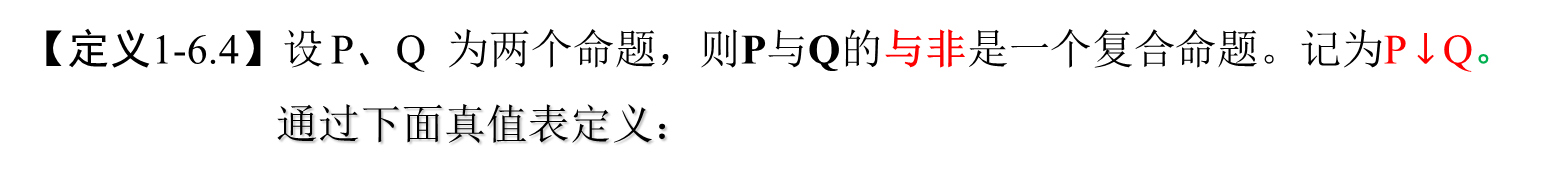 【定义1-6.4】设P、Q 为两个命题，则P与Q的与非是一个复合命题。记为P↓Q。
通过下面真值表定义：